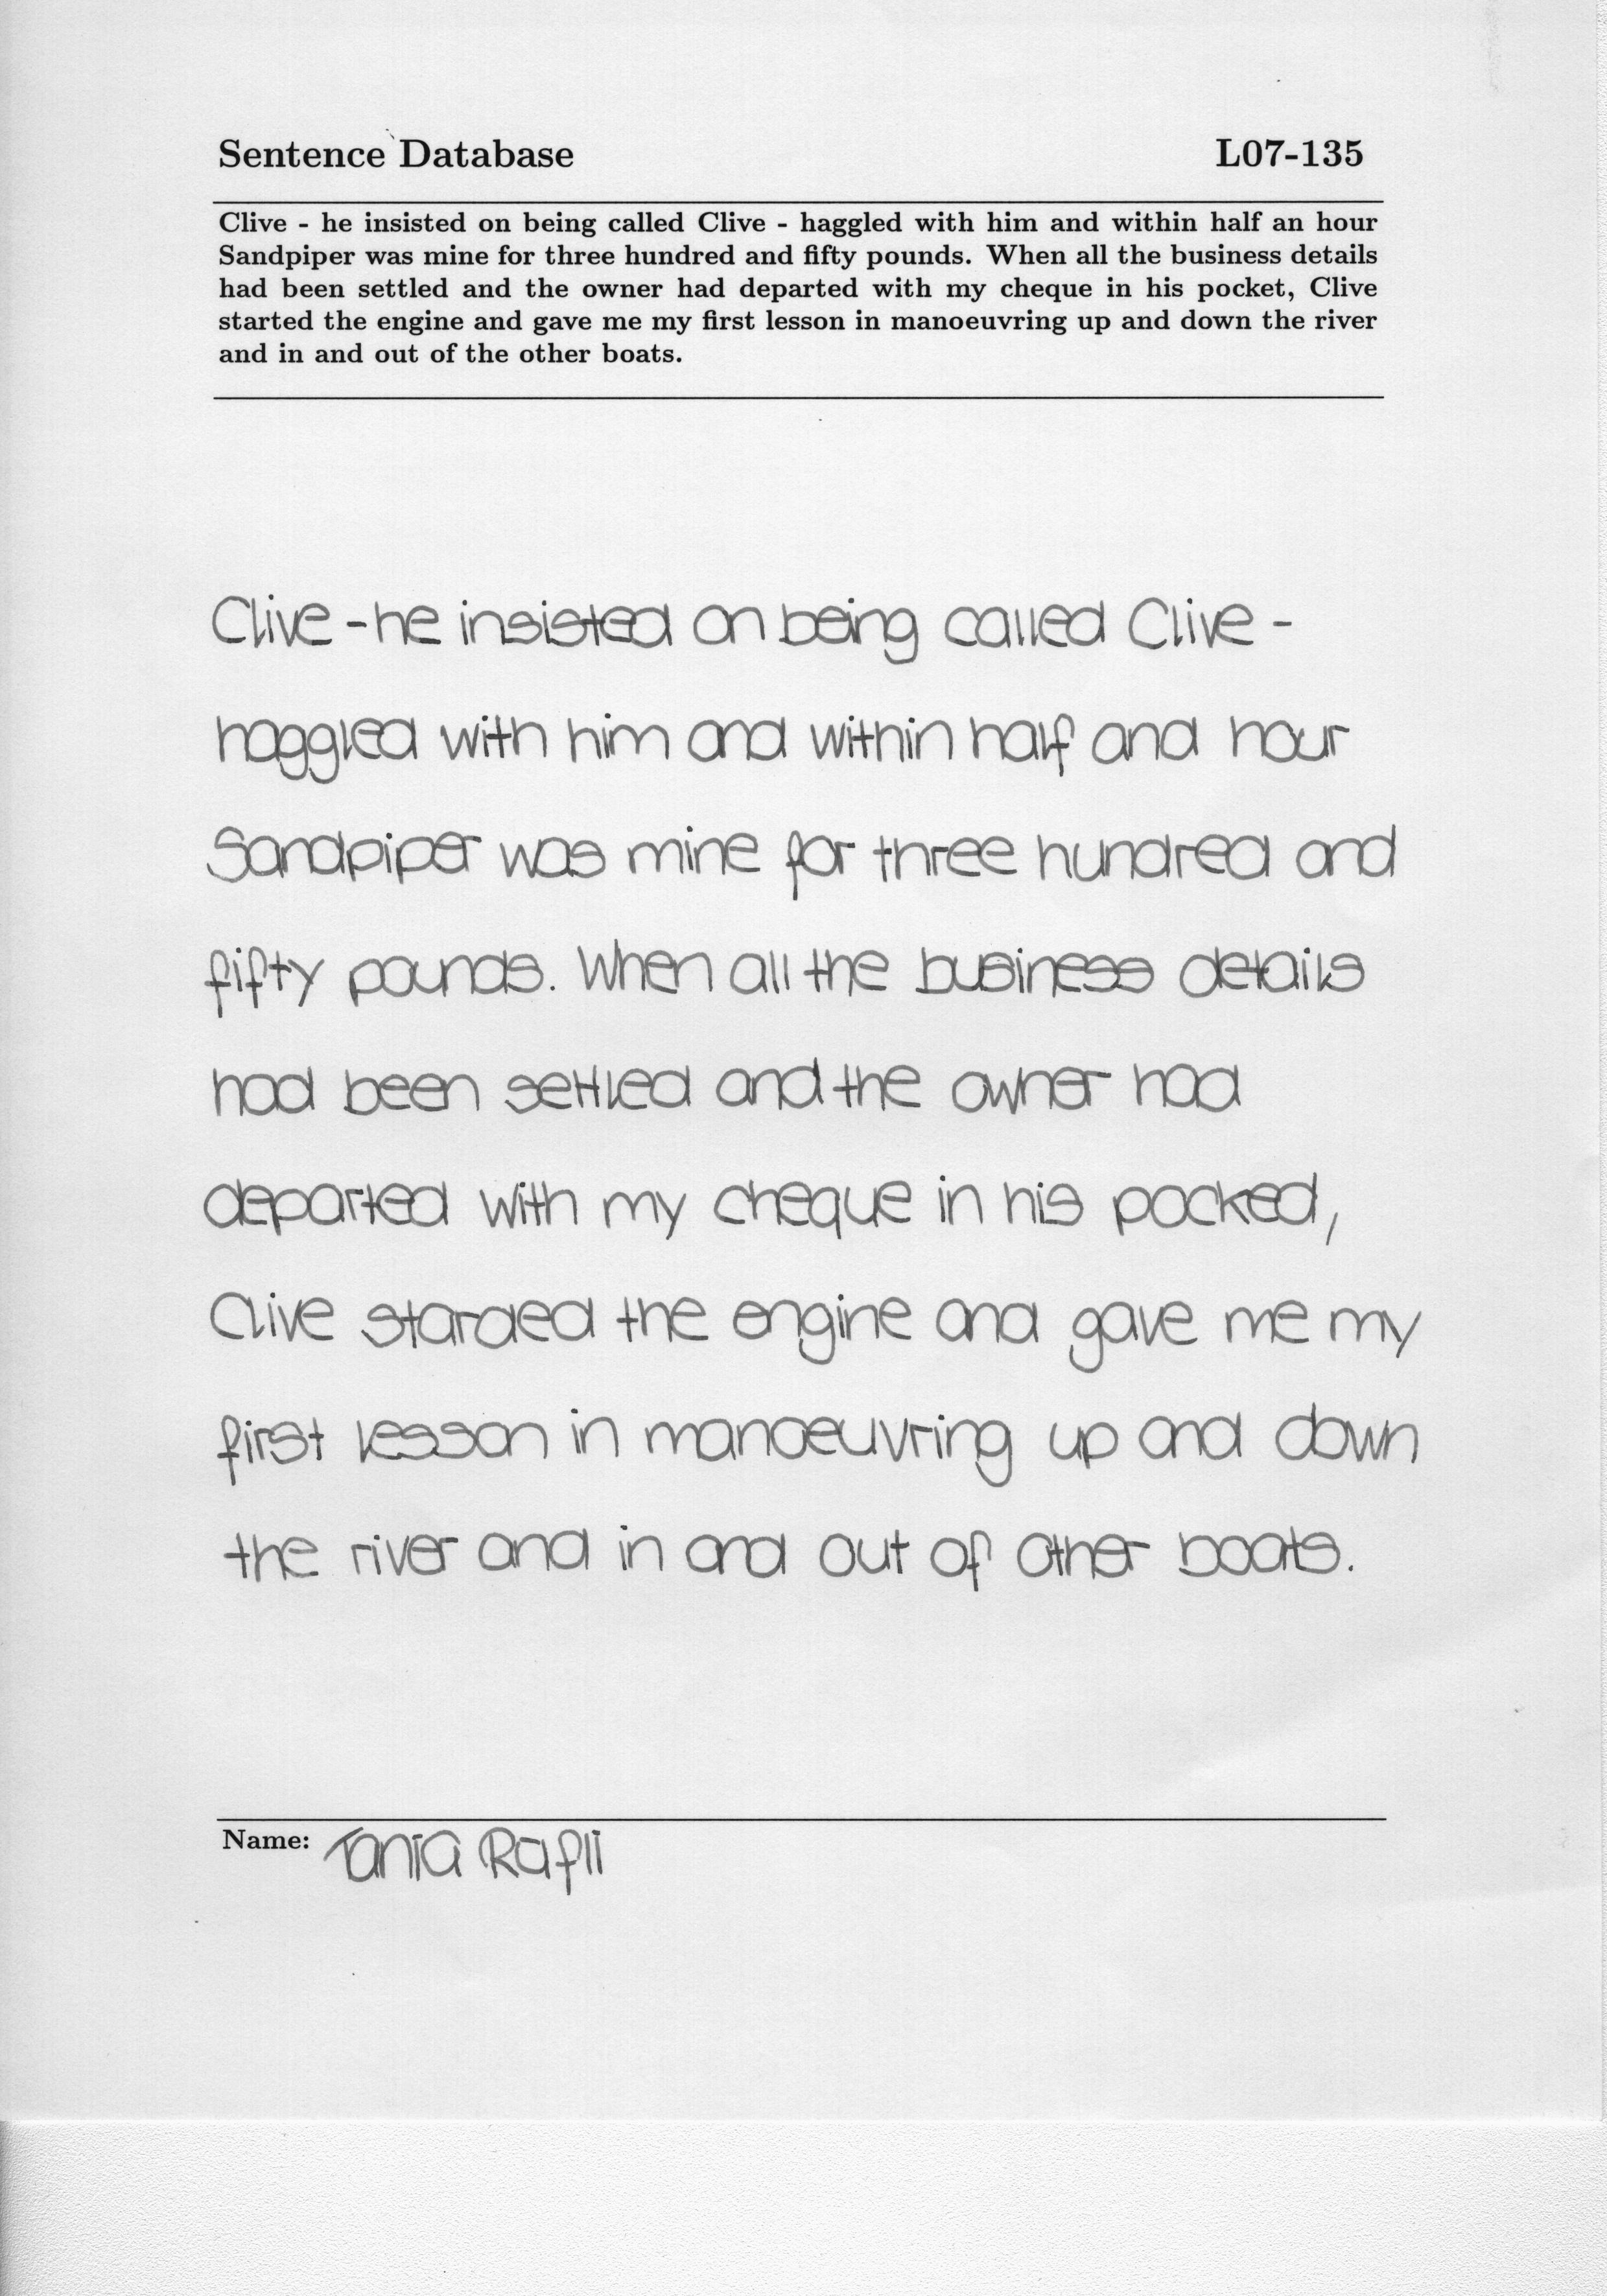 Sentence Database L07-135
Clive - he insisted on being called Clive - haggled with him and within half an hour
Sandpiper was mine for three hundred and fifty pounds. When all the business details
had been settled and the owner had departed with my cheque in his pocket, Clive
started the engine and gave me my first lesson in manoeuvring up and down the river
and in and out of the other boats.
Clive - he insisted on being called Clive -
haggled with him and within half and hour
Sandpiper was mine for three hundred and
fifty pounds. When all the business details
had been settled and the owner had
departed with my cheque in his pocked,
Clive starded the engine and gave me my
first lesson in manoeuvring up and down
the river and in and out of other boats.
Name: Tania Rafli